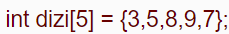 int dizi[5] = {3,5,8,9,7};